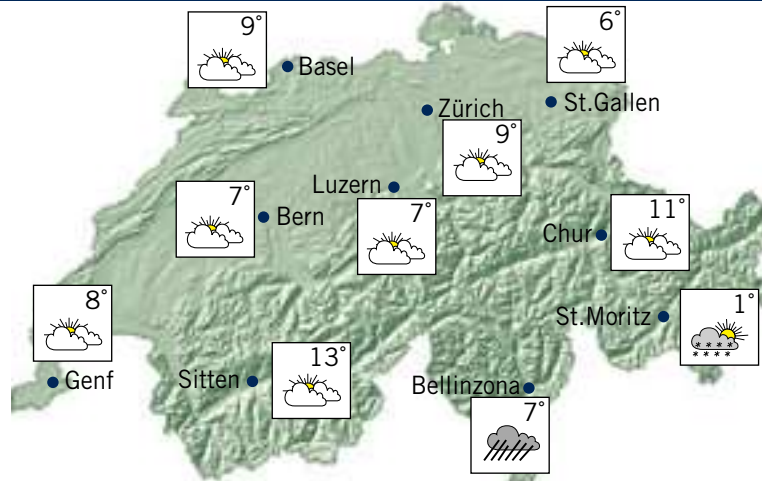 9°
Basel
6°
St.Gallen
Zürich
9°
Luzern
7°
7°
Bern
Chur
11°
8°
Genf
St.Moritz
1°
Sitten
13°
Bellinzona
7°